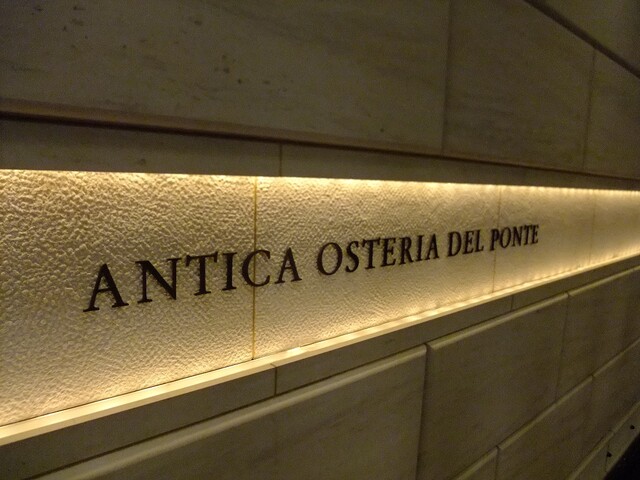 ANTICA OSTERIA DEL PONTE